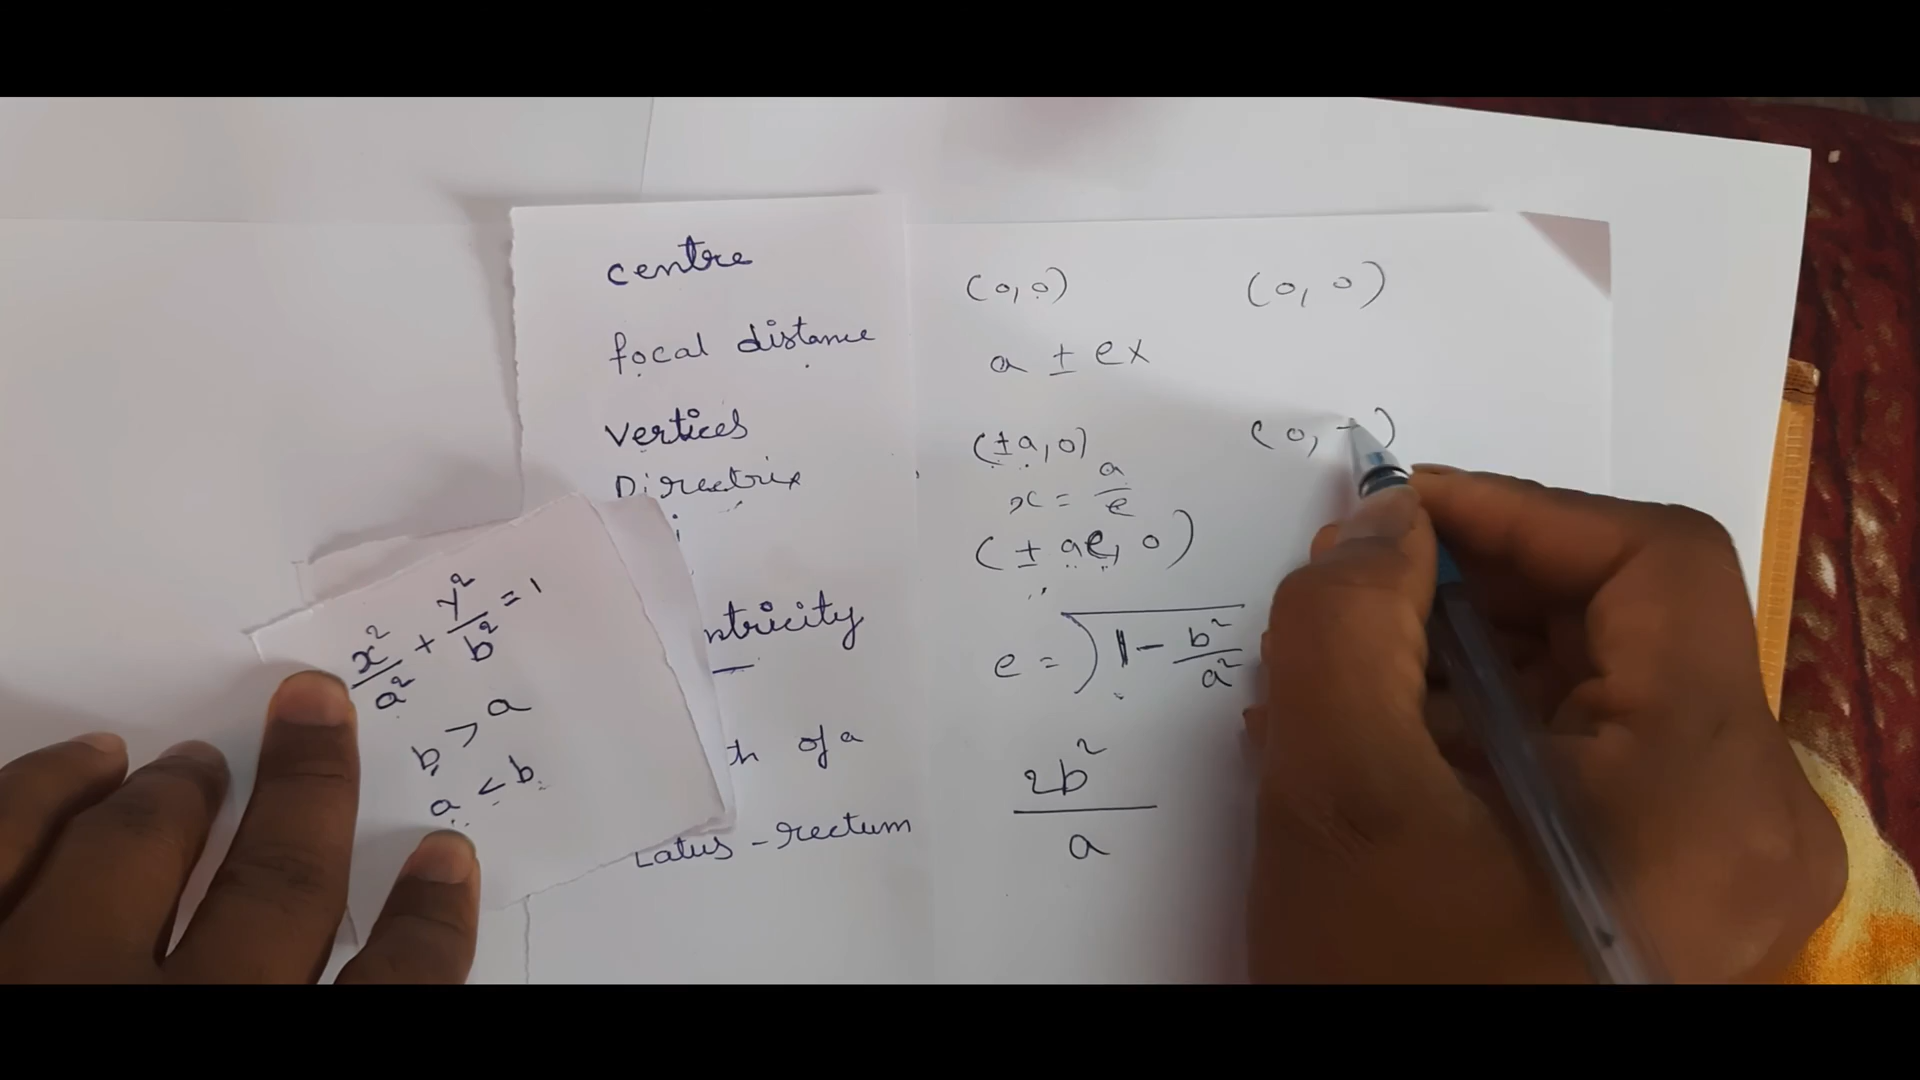 centre (0,0) (0, 0)
focal distance a ± ex
Vertices (±a,0) (0,
Directrix x = a/e
(± ae, 0)
ntricity e = √1 - b²/a²
th of a 2b²/a
Latus - rectum
x²/a² + y²/b² = 1
b > a
a < b